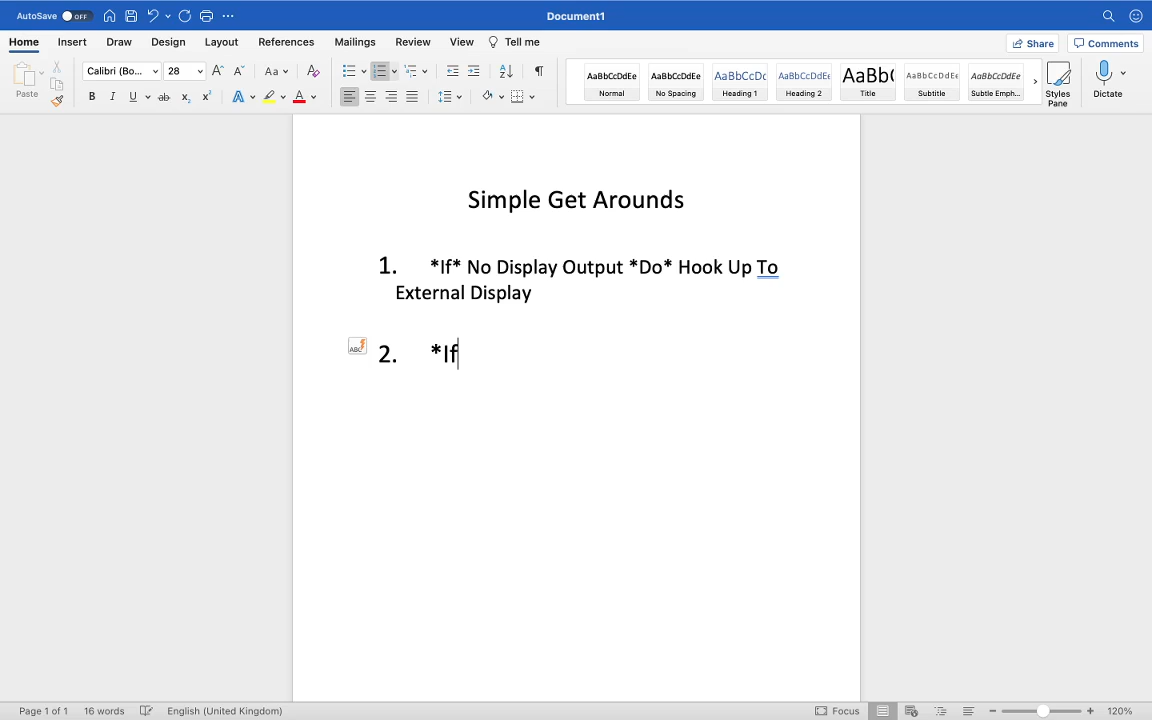 AutoSave OFF
Document1
Home Insert Draw Design Layout References Mailings Review View Tell me
Share Comments
Paste
Calibri (Bo... 28
Aa
AaBbCcDdEe AaBbCcDdEe AaBbCcDc AaBbCcDdEe AaBb( AaBbCcDdEe AaBbCcDdEe
Normal No Spacing Heading 1 Heading 2 Title Subtitle Subtle Emph...
Styles Pane
Dictate
Simple Get Arounds
1. *If* No Display Output *Do* Hook Up To
External Display
2. *If
Page 1 of 1 16 words English (United Kingdom) Focus 120%